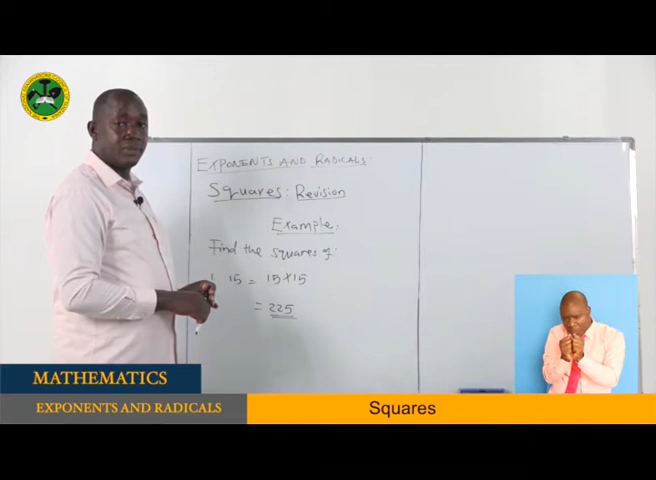 EXPONENTS AND RADICALS:
Squares: Revision
Example:
Find the squares of:
1 15 = 15×15
= 225
MATHEMATICS
EXPONENTS AND RADICALS
Squares